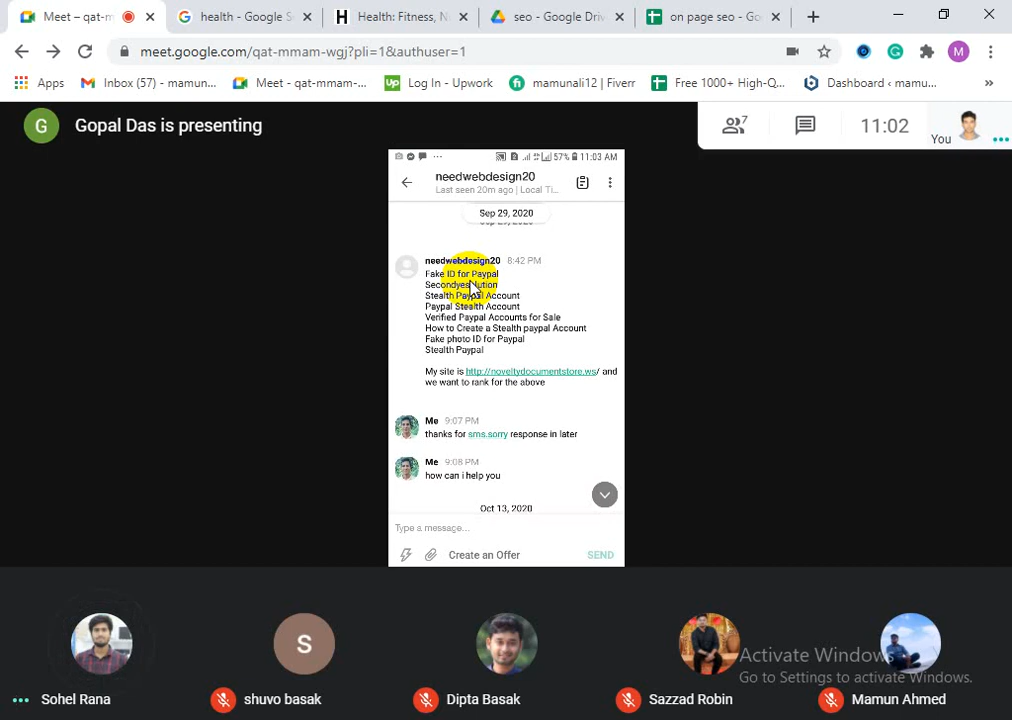 Meet – qat-m
health - Google S
Health: Fitness, N
seo - Google Driv
on page seo - Go
meet.google.com/qat-mmam-wgj?pli=1&authuser=1
M
Apps
Inbox (57) - mamun...
Meet - qat-mmam-...
Up
Log In - Upwork
fi
mamunali12 | Fiverr
Free 1000+ High-Q...
Dashboard ‹ mamu...
»
G
Gopal Das is presenting
7
11:02
You
57% 11:03 AM
needwebdesign20
Last seen 20m ago | Local Ti...
Sep 29, 2020
Sep 29, 2020
needwebdesign20 8:42 PM
Fake ID for Paypal
Secondyesolution
Stealth Paypal Account
Paypal Stealth Account
Verified Paypal Accounts for Sale
How to Create a Stealth paypal Account
Fake photo ID for Paypal
Stealth Paypal
My site is http://noveltydocumentstore.ws/ and
we want to rank for the above
Me 9:07 PM
thanks for sms.sorry response in later
Me 9:08 PM
how can i help you
Oct 13, 2020
Type a message...
Create an Offer
SEND
S
Activate Windows
Go to Settings to activate Windows.
Sohel Rana
shuvo basak
Dipta Basak
Sazzad Robin
Mamun Ahmed